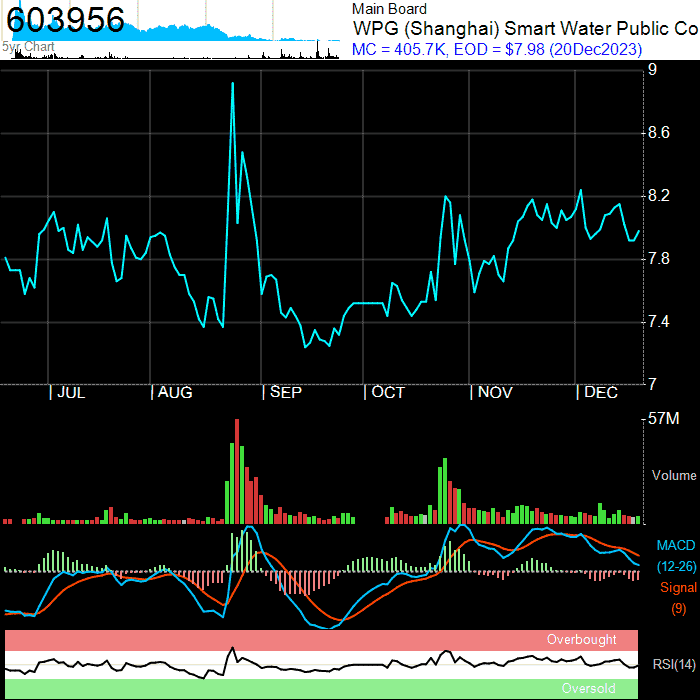 603956
5yr Chart
Main Board
WPG (Shanghai) Smart Water Public Co
MC = 405.7K, EOD = $7.98 (20Dec2023)
9
8.6
8.2
7.8
7.4
7
| JUL | AUG | SEP | OCT | NOV | DEC
57M
Volume
MACD
(12-26)
Signal
(9)
Overbought
RSI(14)
Oversold